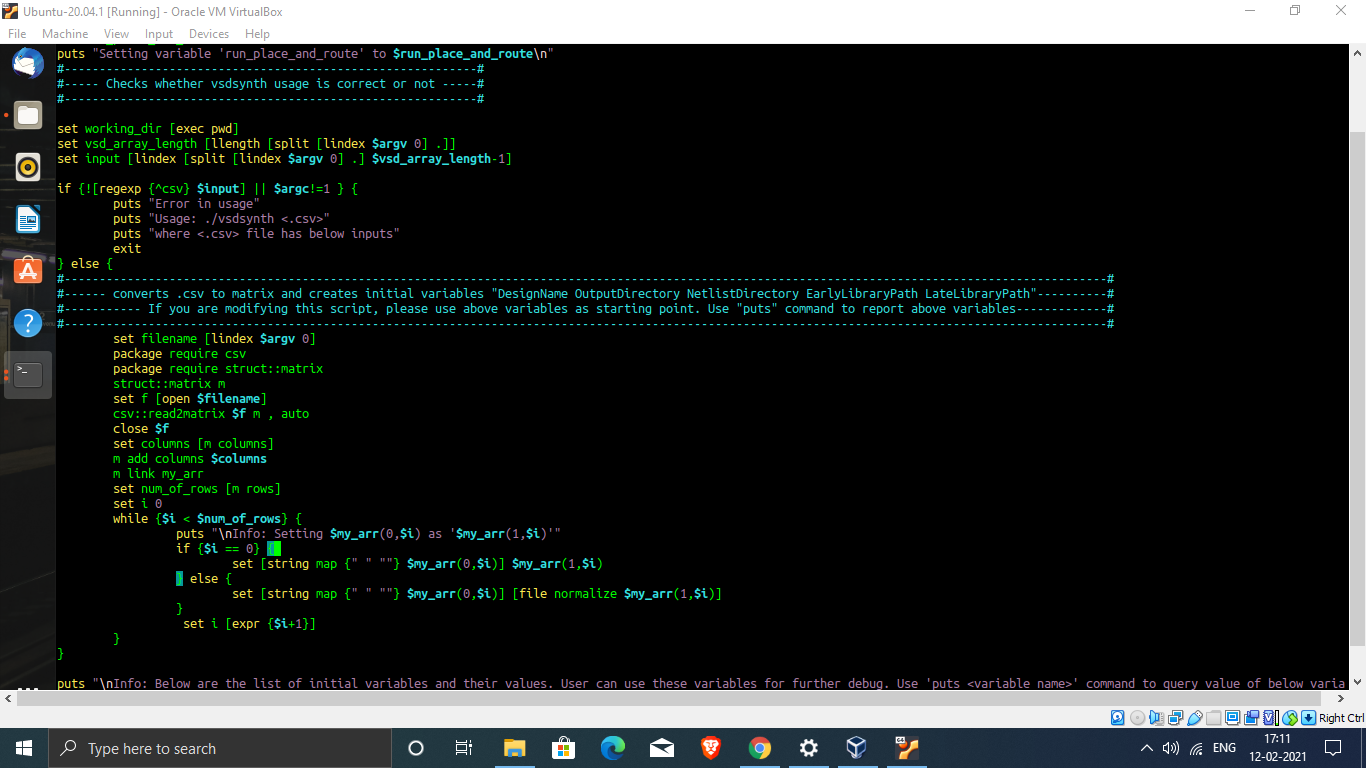 Ubuntu-20.04.1 [Running] - Oracle VM VirtualBox
File Machine View Input Devices Help
puts "Setting variable 'run_place_and_route' to $run_place_and_route\n"
#-----------------------------------------------------------#
#----- Checks whether vsdsynth usage is correct or not -----#
#-----------------------------------------------------------#
set working_dir [exec pwd]
set vsd_array_length [llength [split [lindex $argv 0] .]]
set input [lindex [split [lindex $argv 0] .] $vsd_array_length-1]
if {![regexp {^csv} $input] || $argc!=1 } {
        puts "Error in usage"
        puts "Usage: ./vsdsynth <.csv>"
        puts "where <.csv> file has below inputs"
        exit
} else {
#-----------------------------------------------------------------------------------------------------------------------------------------------------#
#------ converts .csv to matrix and creates initial variables "DesignName OutputDirectory NetlistDirectory EarlyLibraryPath LateLibraryPath"----------#
#----------- If you are modifying this script, please use above variables as starting point. Use "puts" command to report above variables-------------#
#-----------------------------------------------------------------------------------------------------------------------------------------------------#
        set filename [lindex $argv 0]
        package require csv
        package require struct::matrix
        struct::matrix m
        set f [open $filename]
        csv::read2matrix $f m , auto
        close $f
        set columns [m columns]
        m add columns $columns
        m link my_arr
        set num_of_rows [m rows]
        set i 0
        while {$i < $num_of_rows} {
                 puts "\nInfo: Setting $my_arr(0,$i) as '$my_arr(1,$i)'"
                 if {$i == 0} {
                         set [string map {" " ""} $my_arr(0,$i)] $my_arr(1,$i)
                 } else {
                         set [string map {" " ""} $my_arr(0,$i)] [file normalize $my_arr(1,$i)]
                 }
                  set i [expr {$i+1}]
        }
}
puts "\nInfo: Below are the list of initial variables and their values. User can use these variables for further debug. Use 'puts <variable name>' command to query value of below varia
Right Ctrl
Type here to search
ENG
17:11
12-02-2021